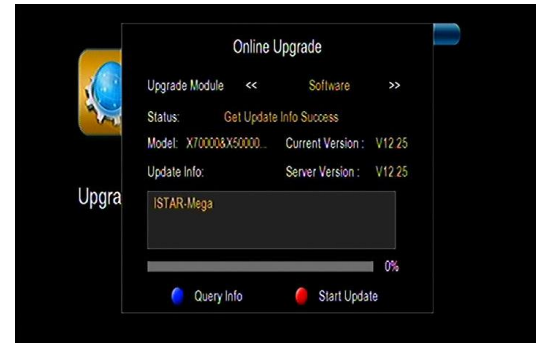 Online Upgrade
Upgrade Module << Software >>
Status: Get Update Info Success
Model: X70000&X50000... Current Version : V12.25
Update Info: Server Version : V12.25
Upgra
ISTAR-Mega
0%
Query Info Start Update